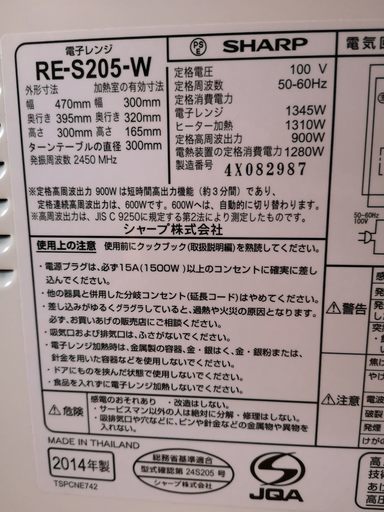 電子レンジ
RE-S205-W
PS
E
SHARP
電気回
外形寸法 加熱室の有効寸法
幅 470mm 幅 300mm
奥行き 395mm 奥行き 320mm
高さ 300mm 高さ 165mm
ターンテーブルの直径 300mm
発振周波数 2450 MHz
定格電圧 100 V
定格周波数 50-60Hz
定格消費電力
電子レンジ 1345W
ヒーター加熱 1310W
定格高周波出力 900W
電熱装置の定格消費電力 1280W
製造番号 4X082987
※定格高周波出力 900Wは短時間高出力機能(約3分間)であり、
定格連続高周波出力は、600Wです。600Wへは、自動的に切り替わります。
※定格高周波出力は、JIS C 9250に規定する第2法により測定したものです。
シャープ株式会社
50-60Hz
100V
使用上の注意 使用前にクックブック(取扱説明編)を熟読してください。
・電源プラグは、必ず15A(1500W)以上のコンセントに確実に差し
込んでください。
・他の器具と併用した分岐コンセント(延長コード)はやめてください。
・差し込みがゆるくグラグラしていると、過熱や火災の原因となります。
必ず、お買いあげの販売店にご相談ください。
・吸気口および排気口は、ふさがないでください。
・電子レンジ加熱時は、金属製の容器、金・銀はく、金・銀粉または、
針金を用いた容器などを使用しないでください。
・ドアにものを挟んだ状態で使用しないでください。
・食品を入れずに電子レンジ加熱しないでください。
危険
感電のおそれあり さわるな
・サービスマン以外の人は絶対に分解・修理はしない。
・吸気口や穴などに、ピンや針金などの金属物や異物
を入れない。
警告
注意
MADE IN THAILAND
2014年製
TSPCNE742
総務省基準適合
型式確認第 24S205 号
シャープ株式会社
JQA